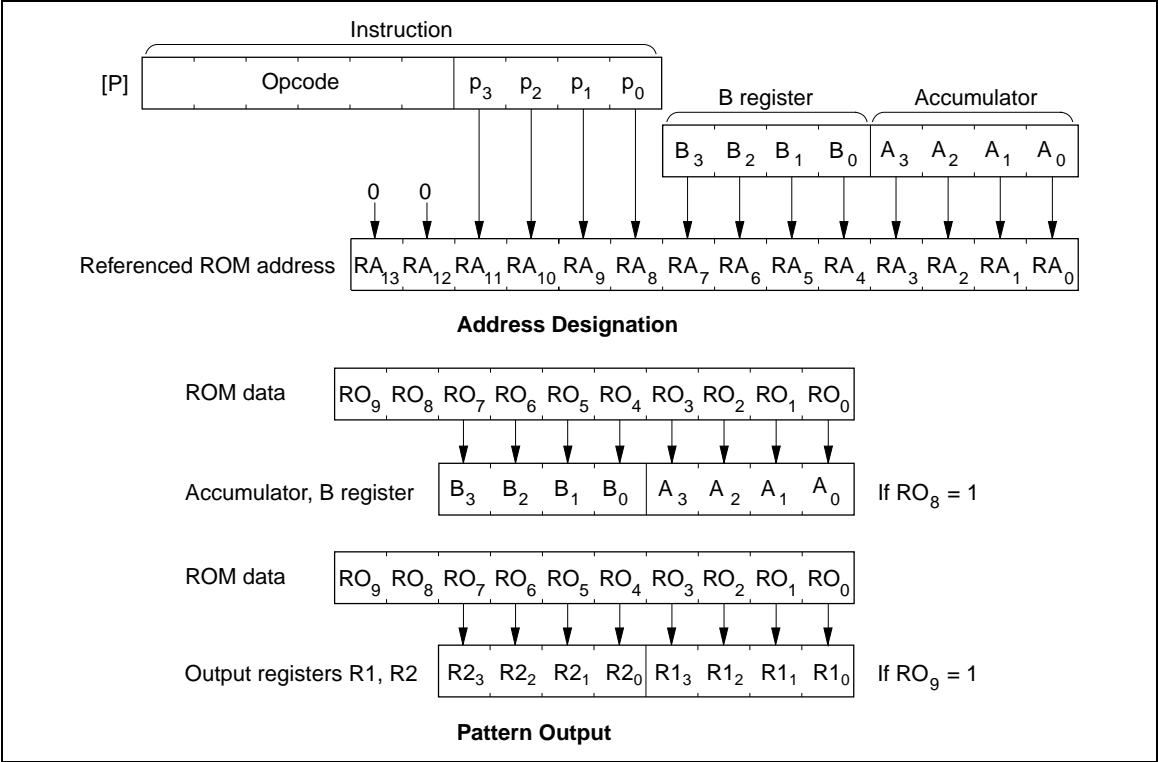 Instruction
[P] Opcode p3 p2 p1 p0
B register Accumulator
B3 B2 B1 B0 A3 A2 A1 A0
0 0
Referenced ROM address RA13 RA12 RA11 RA10 RA9 RA8 RA7 RA6 RA5 RA4 RA3 RA2 RA1 RA0
Address Designation
ROM data RO9 RO8 RO7 RO6 RO5 RO4 RO3 RO2 RO1 RO0
Accumulator, B register B3 B2 B1 B0 A3 A2 A1 A0 If RO8 = 1
ROM data RO9 RO8 RO7 RO6 RO5 RO4 RO3 RO2 RO1 RO0
Output registers R1, R2 R23 R22 R21 R20 R13 R12 R11 R10 If RO9 = 1
Pattern Output